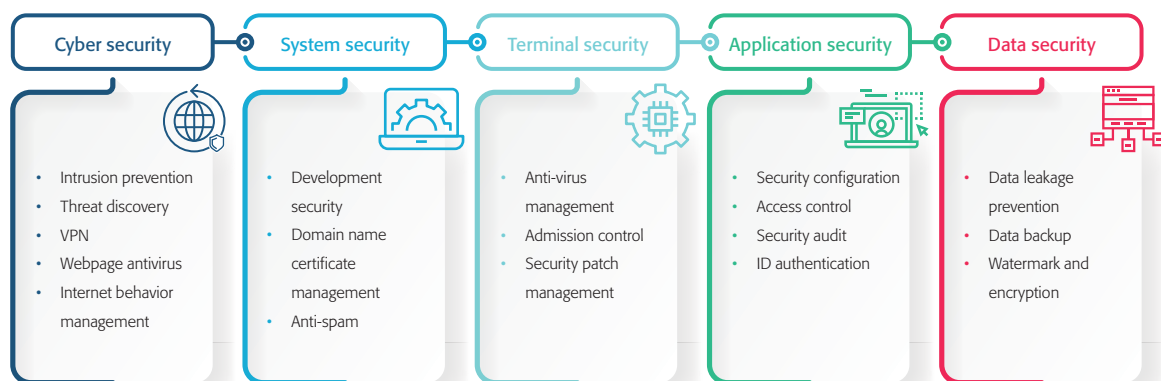 Cyber security
System security
Terminal security
Application security
Data security
• Intrusion prevention
• Threat discovery
• VPN
• Webpage antivirus
• Internet behavior
management
• Development
security
• Domain name
certificate
management
• Anti-spam
• Anti-virus
management
• Admission control
• Security patch
management
• Security configuration
• Access control
• Security audit
• ID authentication
• Data leakage
prevention
• Data backup
• Watermark and
encryption